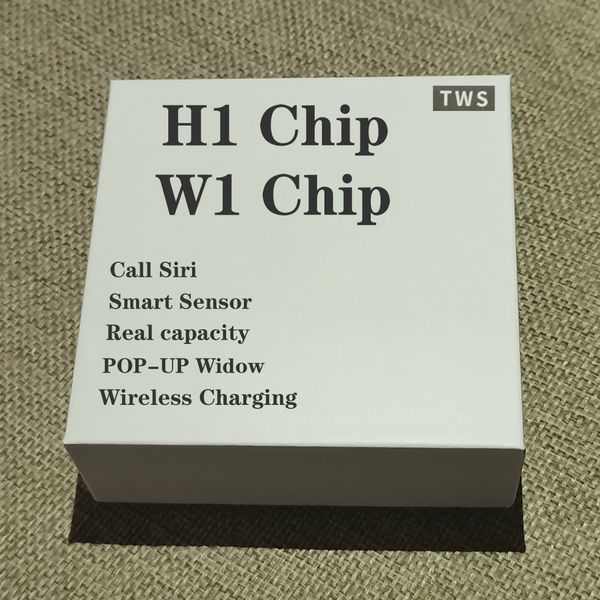 TWS
H1 Chip
W1 Chip
Call Siri
Smart Sensor
Real capacity
POP-UP Widow
Wireless Charging